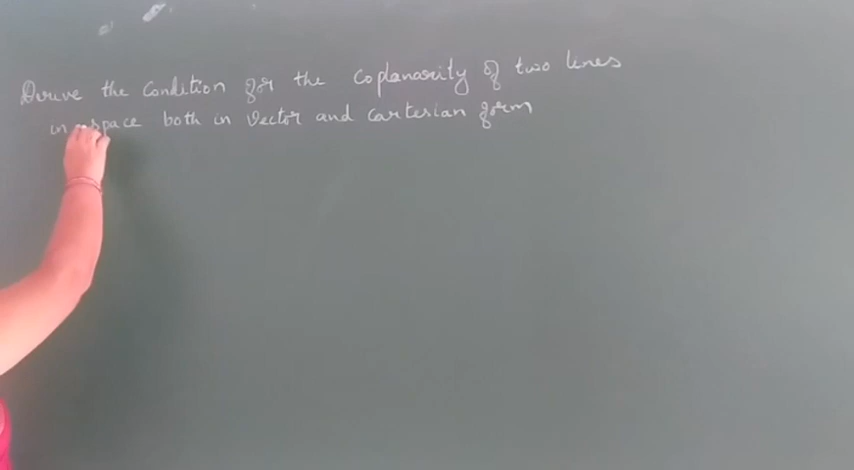 Derive the Condition for the Coplanarity of two lines
in space both in Vector and Cartesian form